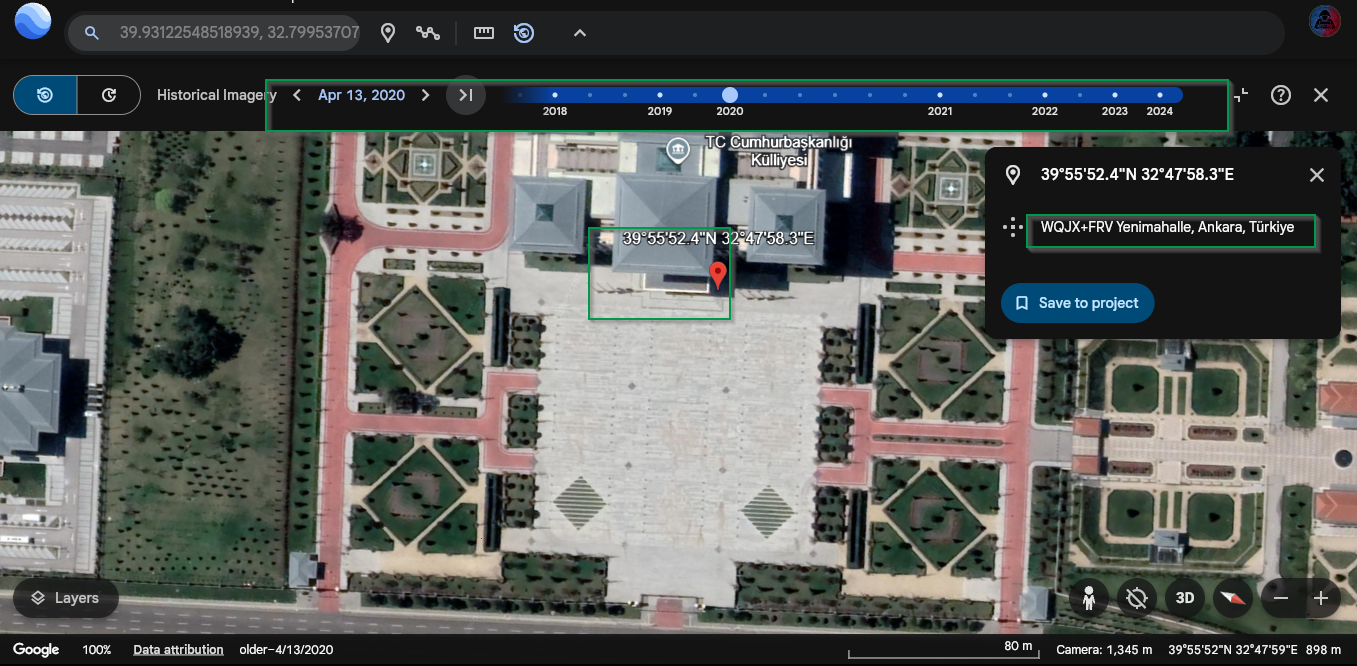 39.93122548518939, 32.79953707
Historical Imagery
Apr 13, 2020
2018
2019
2020
2021
2022
2023
2024
TC Cumhurbaşkanlığı
Külliyesi
39°55'52.4"N 32°47'58.3"E
39°55'52.4"N 32°47'58.3"E
WQJX+FRV Yenimahalle, Ankara, Türkiye
Save to project
Layers
3D
Google
100%
Data attribution
older-4/13/2020
80 m
Camera: 1,345 m
39°55'52"N 32°47'59"E
898 m